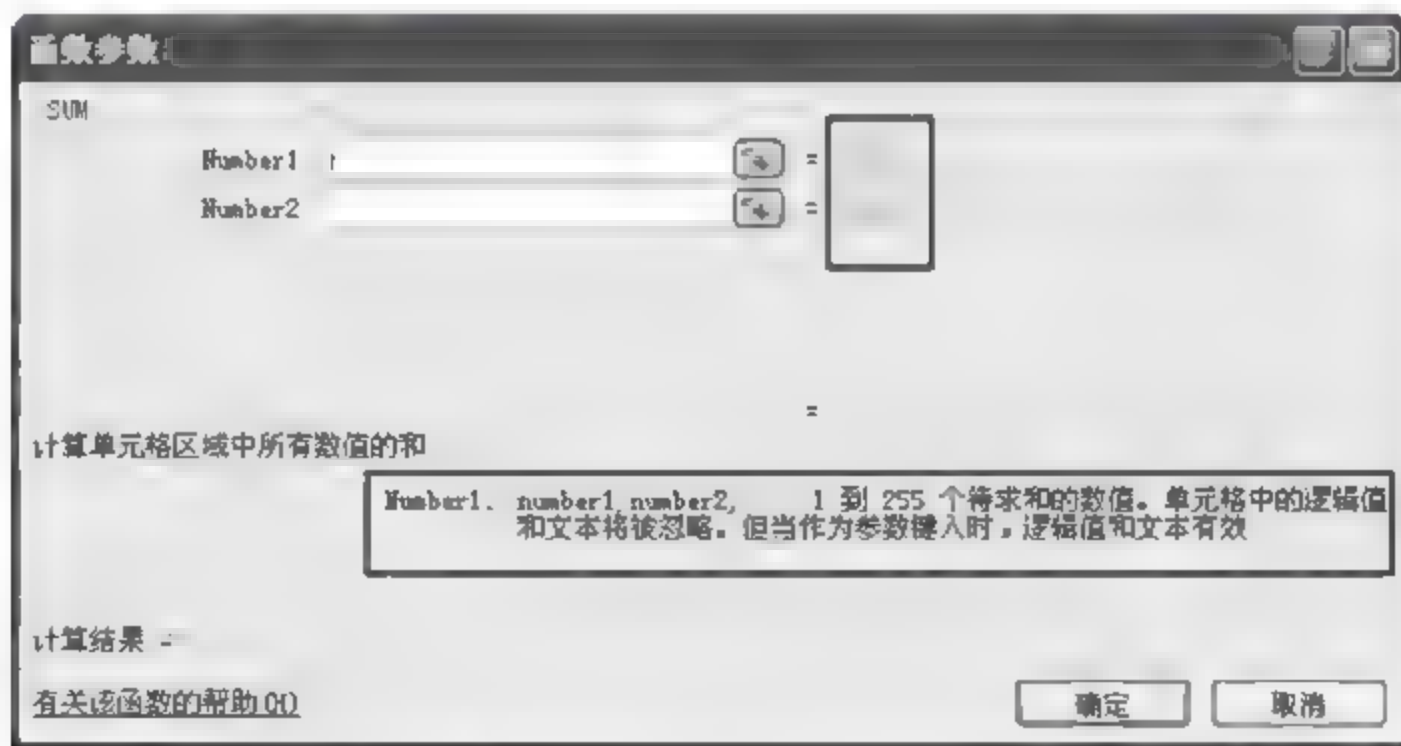 函数参数
SUM
Number1 =
Number2 =
=
计算单元格区域中所有数值的和
Number1. number1,number2, 1 到 255 个待求和的数值。单元格中的逻辑值
和文本将被忽略。但当作为参数键入时，逻辑值和文本有效
计算结果 =
有关该函数的帮助(H)
确定 取消